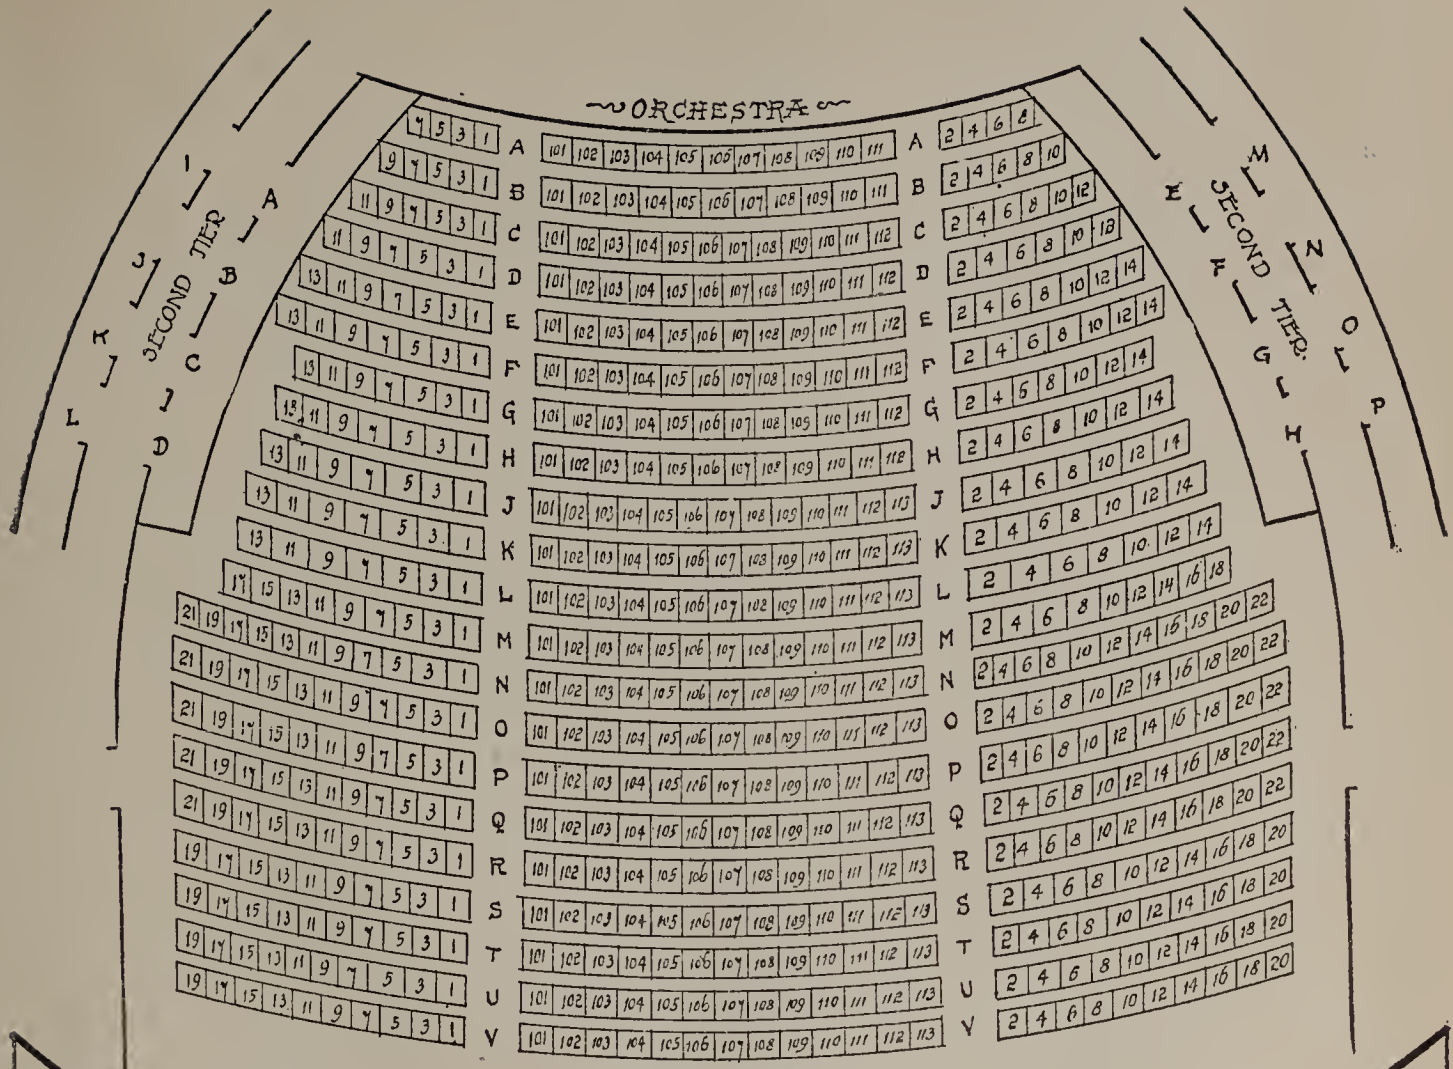 ORCHESTRA
7 5 3 1 A 101 102 103 104 105 106 107 108 109 110 111 A 2 4 6 8
9 7 5 3 1 B 101 102 103 104 105 106 107 108 109 110 111 B 2 4 6 8 10
11 9 7 5 3 1 C 101 102 103 104 105 106 107 108 109 110 111 112 C 2 4 6 8 10 12
11 9 7 5 3 1 D 101 102 103 104 105 106 107 108 109 110 111 112 D 2 4 6 8 10 12
13 11 9 7 5 3 1 E 101 102 103 104 105 106 107 108 109 110 111 112 E 2 4 6 8 10 12 14
13 11 9 7 5 3 1 F 101 102 103 104 105 106 107 108 109 110 111 112 F 2 4 6 8 10 12 14
13 11 9 7 5 3 1 G 101 102 103 104 105 106 107 108 109 110 111 112 G 2 4 6 8 10 12 14
13 11 9 7 5 3 1 H 101 102 103 104 105 106 107 108 109 110 111 112 H 2 4 6 8 10 12 14
13 11 9 7 5 3 1 J 101 102 103 104 105 106 107 108 109 110 111 112 113 J 2 4 6 8 10 12 14
13 11 9 7 5 3 1 K 101 102 103 104 105 106 107 108 109 110 111 112 113 K 2 4 6 8 10 12 14
13 11 9 7 5 3 1 L 101 102 103 104 105 106 107 108 109 110 111 112 113 L 2 4 6 8 10 12 14
17 15 13 11 9 7 5 3 1 M 101 102 103 104 105 106 107 108 109 110 111 112 113 M 2 4 6 8 10 12 14 16 18
21 19 17 15 13 11 9 7 5 3 1 N 101 102 103 104 105 106 107 108 109 110 111 112 113 N 2 4 6 8 10 12 14 16 18 20 22
21 19 17 15 13 11 9 7 5 3 1 O 101 102 103 104 105 106 107 108 109 110 111 112 113 O 2 4 6 8 10 12 14 16 18 20 22
21 19 17 15 13 11 9 7 5 3 1 P 101 102 103 104 105 106 107 108 109 110 111 112 113 P 2 4 6 8 10 12 14 16 18 20 22
21 19 17 15 13 11 9 7 5 3 1 Q 101 102 103 104 105 106 107 108 109 110 111 112 113 Q 2 4 6 8 10 12 14 16 18 20 22
21 19 17 15 13 11 9 7 5 3 1 R 101 102 103 104 105 106 107 108 109 110 111 112 113 R 2 4 6 8 10 12 14 16 18 20 22
19 17 15 13 11 9 7 5 3 1 S 101 102 103 104 105 106 107 108 109 110 111 112 113 S 2 4 6 8 10 12 14 16 18 20
19 17 15 13 11 9 7 5 3 1 T 101 102 103 104 105 106 107 108 109 110 111 112 113 T 2 4 6 8 10 12 14 16 18 20
19 17 15 13 11 9 7 5 3 1 U 101 102 103 104 105 106 107 108 109 110 111 112 113 U 2 4 6 8 10 12 14 16 18 20
19 17 15 13 11 9 7 5 3 1 V 101 102 103 104 105 106 107 108 109 110 111 112 113 V 2 4 6 8 10 12 14 16 18 20
I J K L
SECOND TIER
A B C D
E F G H
SECOND TIER.
M N O P